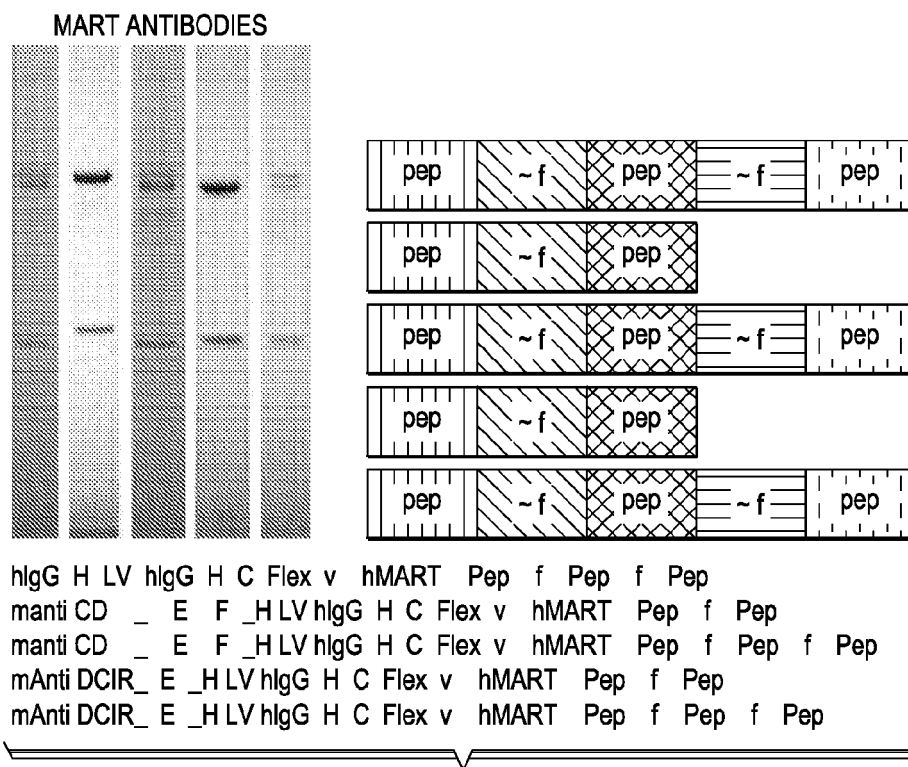 MART ANTIBODIES
pep ~ f pep ~ f pep
pep ~ f pep
pep ~ f pep ~ f pep
pep ~ f pep
pep ~ f pep ~ f pep
hIgG H LV hIgG H C Flex v hMART Pep f Pep f Pep
manti CD _ E F _H LV hIgG H C Flex v hMART Pep f Pep
manti CD _ E F _H LV hIgG H C Flex v hMART Pep f Pep f Pep
mAnti DCIR_ E _H LV hIgG H C Flex v hMART Pep f Pep
mAnti DCIR_ E _H LV hIgG H C Flex v hMART Pep f Pep f Pep